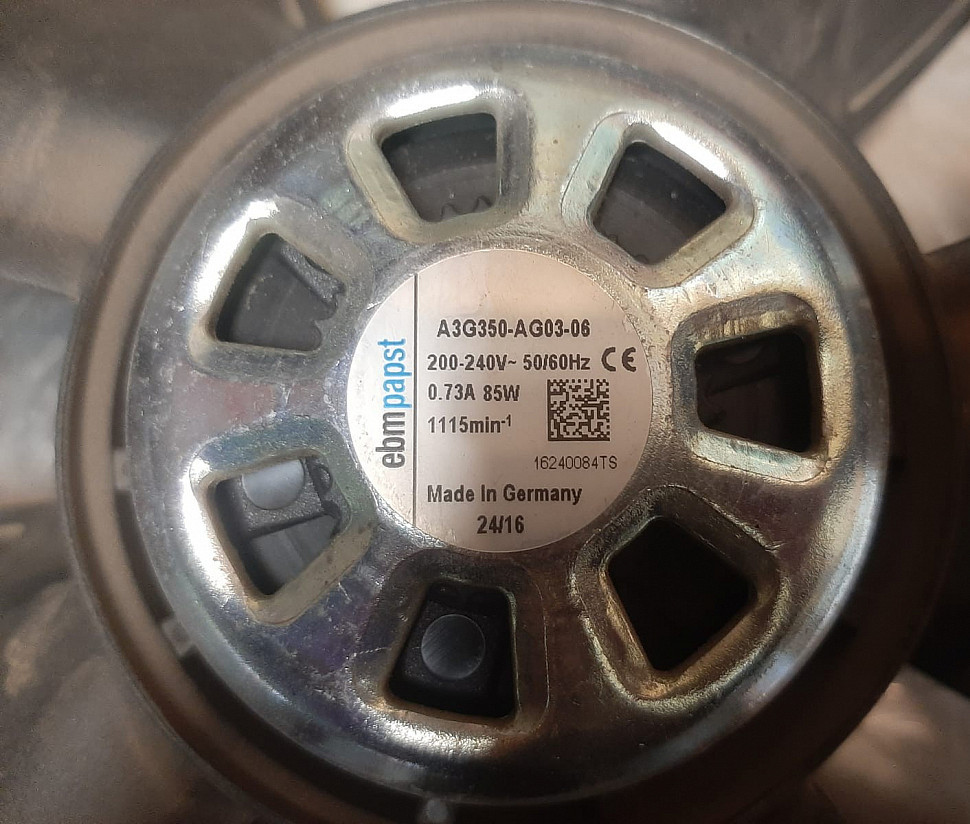 ebmpapst
A3G350-AG03-06
200-240V~ 50/60Hz CE
0.73A 85W
1115min⁻¹
16240084TS
Made In Germany
24/16